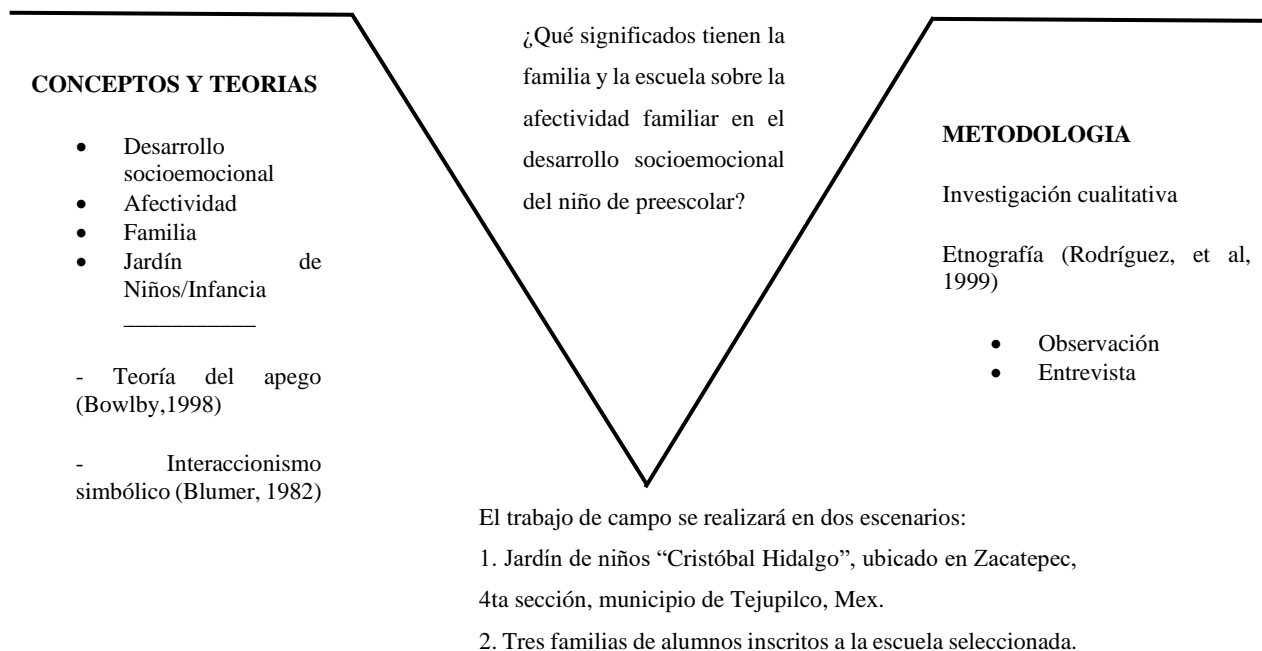 CONCEPTOS Y TEORIAS
• Desarrollo
socioemocional
• Afectividad
• Familia
• Jardín de
Niños/Infancia
___________
- Teoría del apego
(Bowlby,1998)
- Interaccionismo
simbólico (Blumer, 1982)
¿Qué significados tienen la
familia y la escuela sobre la
afectividad familiar en el
desarrollo socioemocional
del niño de preescolar?
METODOLOGIA
Investigación cualitativa
Etnografía (Rodríguez, et al,
1999)
• Observación
• Entrevista
El trabajo de campo se realizará en dos escenarios:
1. Jardín de niños “Cristóbal Hidalgo”, ubicado en Zacatepec,
4ta sección, municipio de Tejupilco, Mex.
2. Tres familias de alumnos inscritos a la escuela seleccionada.